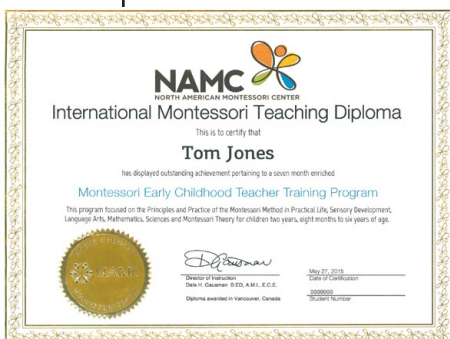 NAMC
NORTH AMERICAN MONTESSORI CENTER
International Montessori Teaching Diploma
This is to certify that
Tom Jones
has displayed outstanding achievement pertaining to a seven month enriched
Montessori Early Childhood Teacher Training Program
This program focused on the Principles and Practice of the Montessori Method in Practical Life, Sensory Development,
Language Arts, Mathematics, Sciences and Montessori Theory for children two years, eight months to six years of age.
NAMC
Director of Instruction
Dale H. Gausman B.ED, A.M.I., E.C.E.
Diploma awarded in Vancouver, Canada
May 27, 2015
Date of Certification
9999999
Student Number